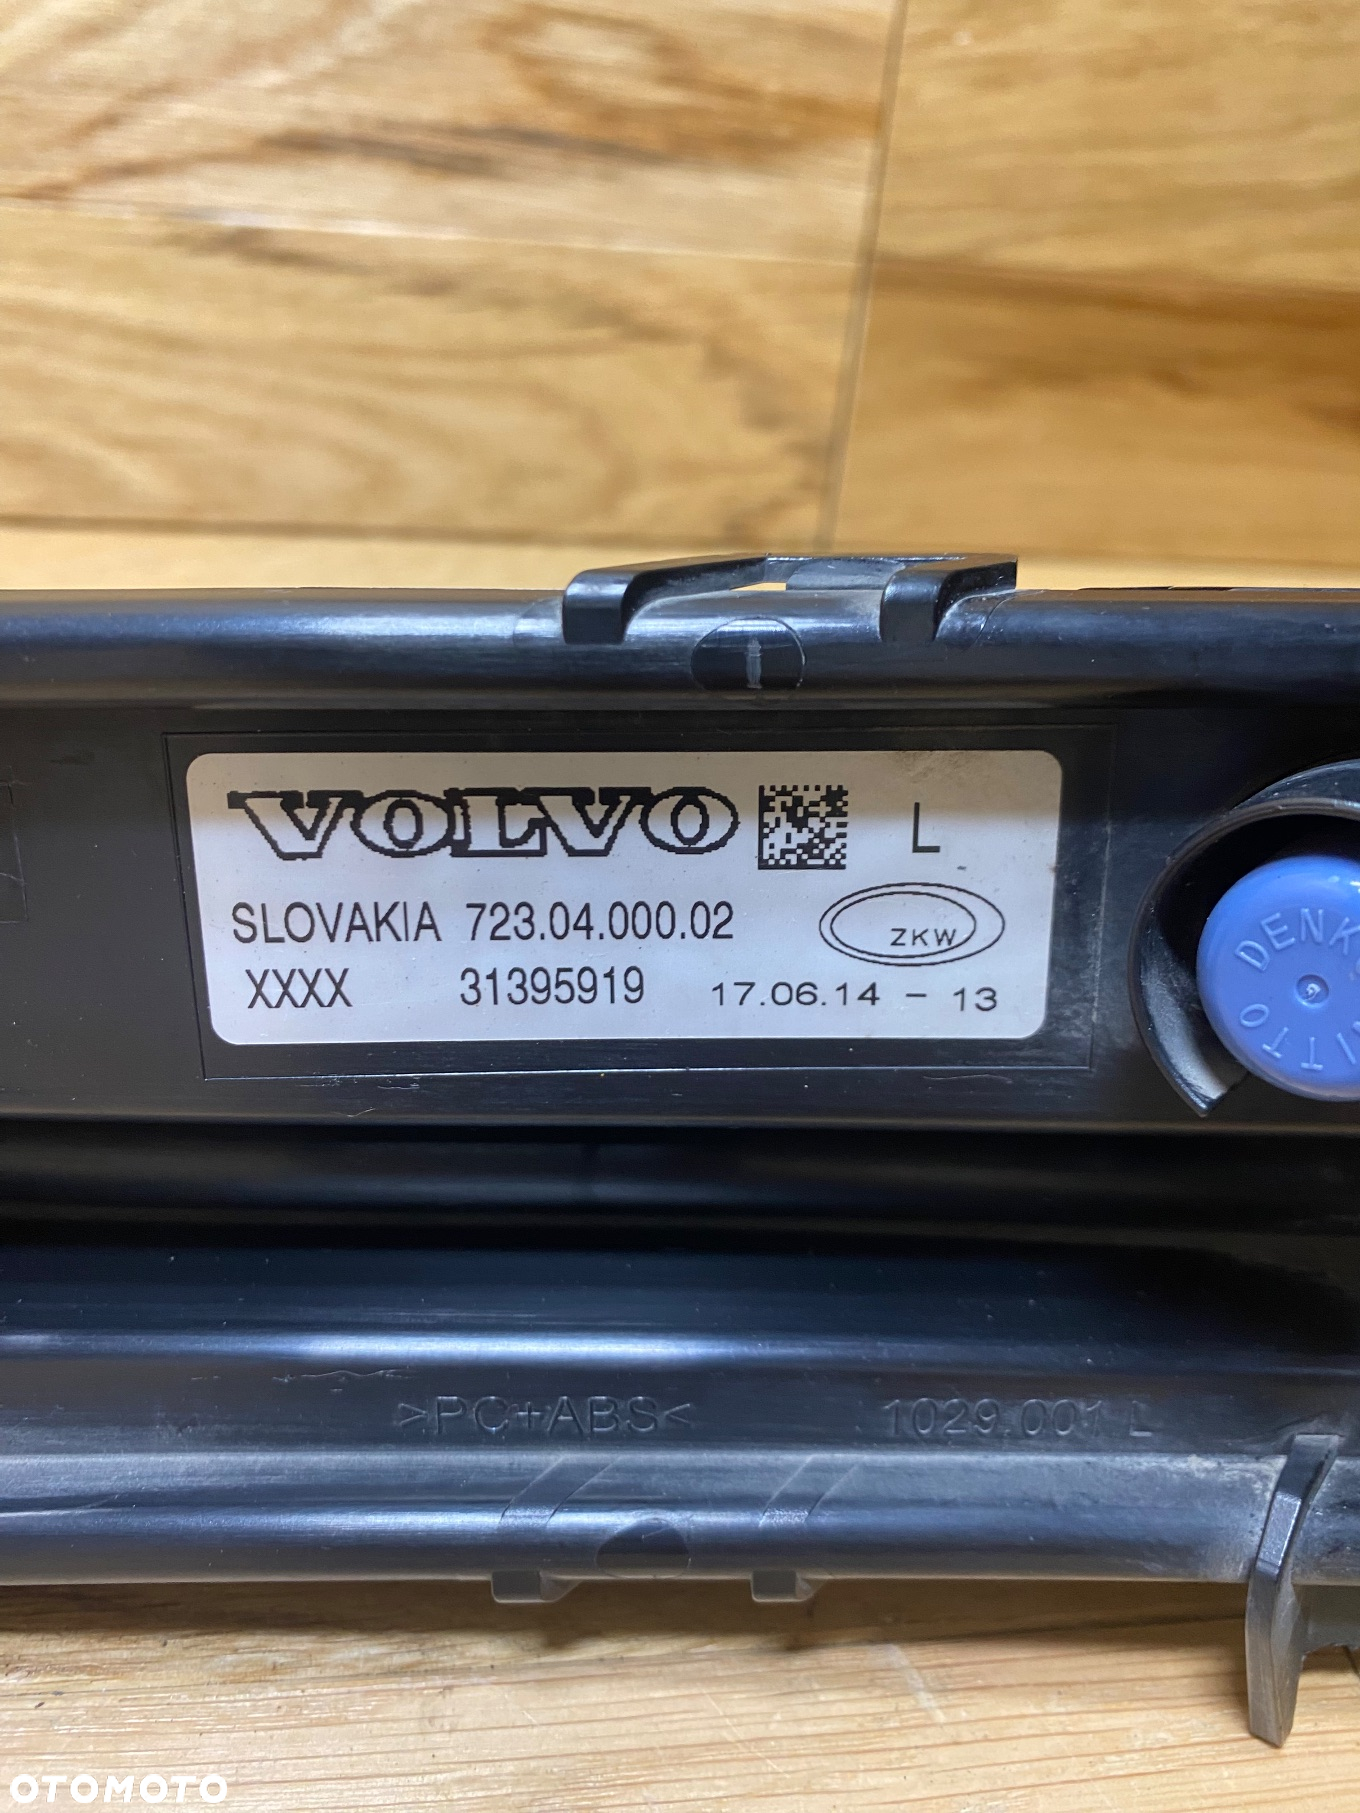 VOLVO L
SLOVAKIA 723.04.000.02 ZKW
XXXX 31395919 17.06.14 - 13
NITTO DENKO
>PC+ABS< 1029.001 L
OTOMOTO